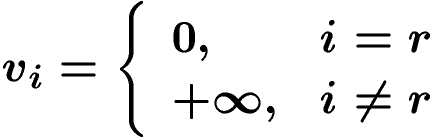 v_i = { 0, i = r
+∞, i ≠ r